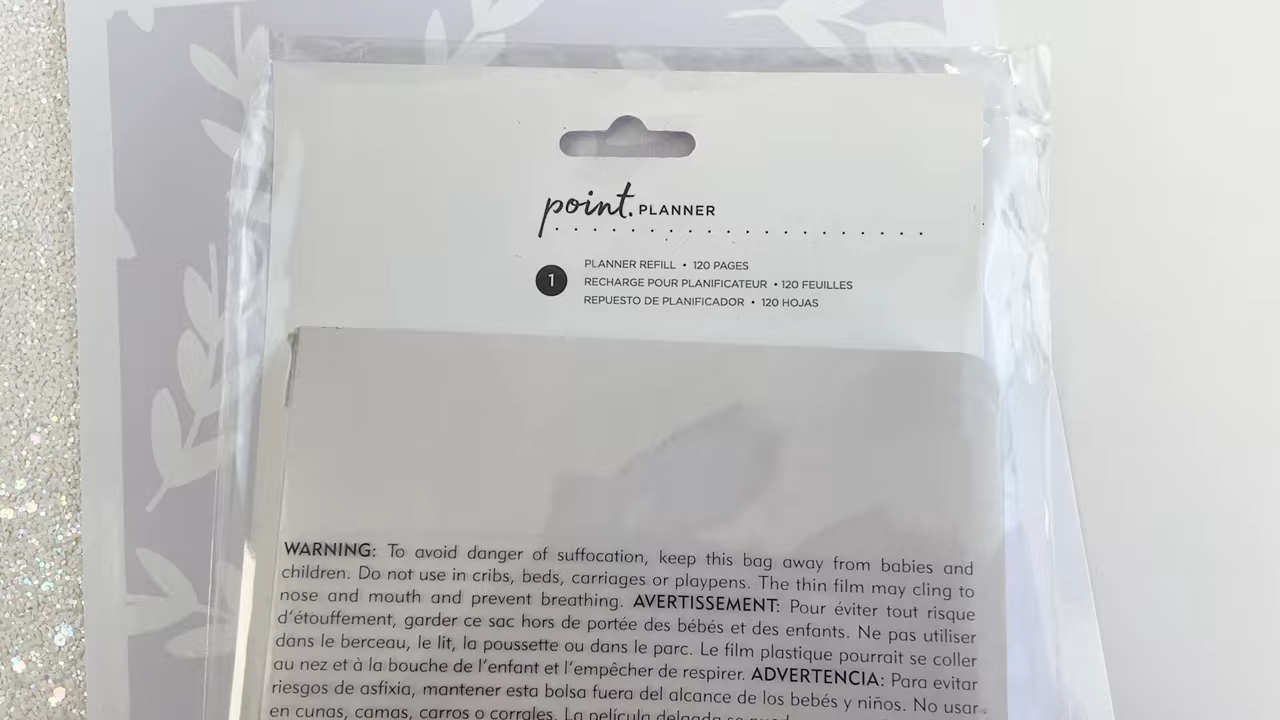 point. PLANNER
1
PLANNER REFILL • 120 PAGES
RECHARGE POUR PLANIFICATEUR • 120 FEUILLES
REPUESTO DE PLANIFICADOR • 120 HOJAS
WARNING: To avoid danger of suffocation, keep this bag away from babies and
children. Do not use in cribs, beds, carriages or playpens. The thin film may cling to
nose and mouth and prevent breathing. AVERTISSEMENT: Pour éviter tout risque
d'étouffement, garder ce sac hors de portée des bébés et des enfants. Ne pas utiliser
dans le berceau, le lit, la poussette ou dans le parc. Le film plastique pourrait se coller
au nez et à la bouche de l'enfant et l'empêcher de respirer. ADVERTENCIA: Para evitar
riesgos de asfixia, mantener esta bolsa fuera del alcance de los bebés y niños. No usar
en cunas, camas, carros o corrales. La película delgada se